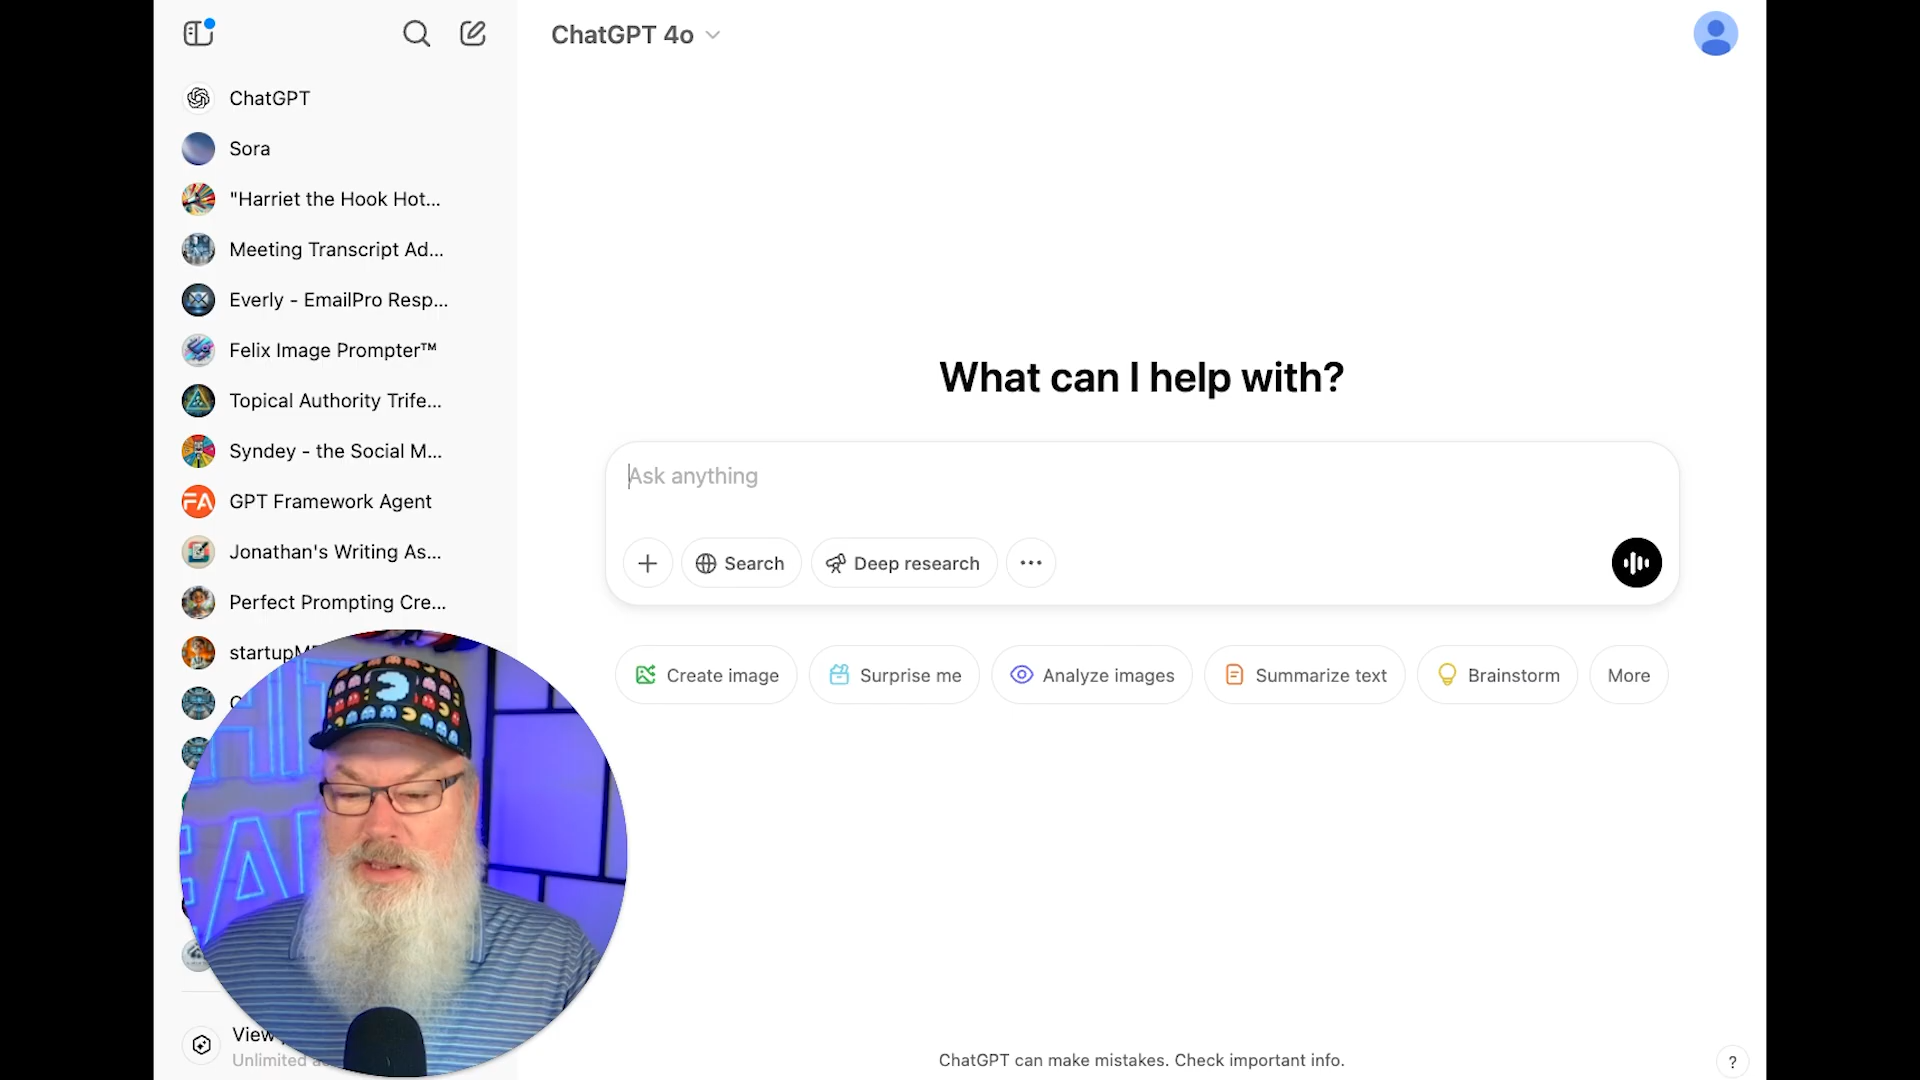 ChatGPT 4o
ChatGPT
Sora
"Harriet the Hook Hot...
Meeting Transcript Ad...
Everly - EmailPro Resp...
Felix Image Prompter™
Topical Authority Trife...
Syndey - the Social M...
FA GPT Framework Agent
Jonathan's Writing As...
Perfect Prompting Cre...
View
Unlimited
What can I help with?
Ask anything
Search
Deep research
Create image
Surprise me
Analyze images
Summarize text
Brainstorm
More
ChatGPT can make mistakes. Check important info.
?